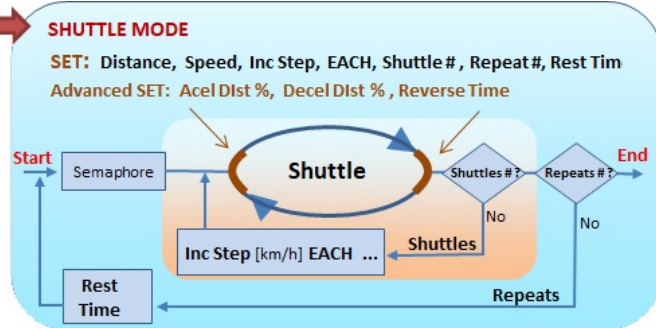 SHUTTLE MODE
SET: Distance, Speed, Inc Step, EACH, Shuttle # , Repeat #, Rest Tim
Advanced SET: Acel DIst %, Decel DIst % , Reverse Time
Start
Semaphore
Shuttle
Shuttles # ?
Repeats # ?
End
No
No
Inc Step [km/h] EACH ...
Shuttles
Rest
Time
Repeats